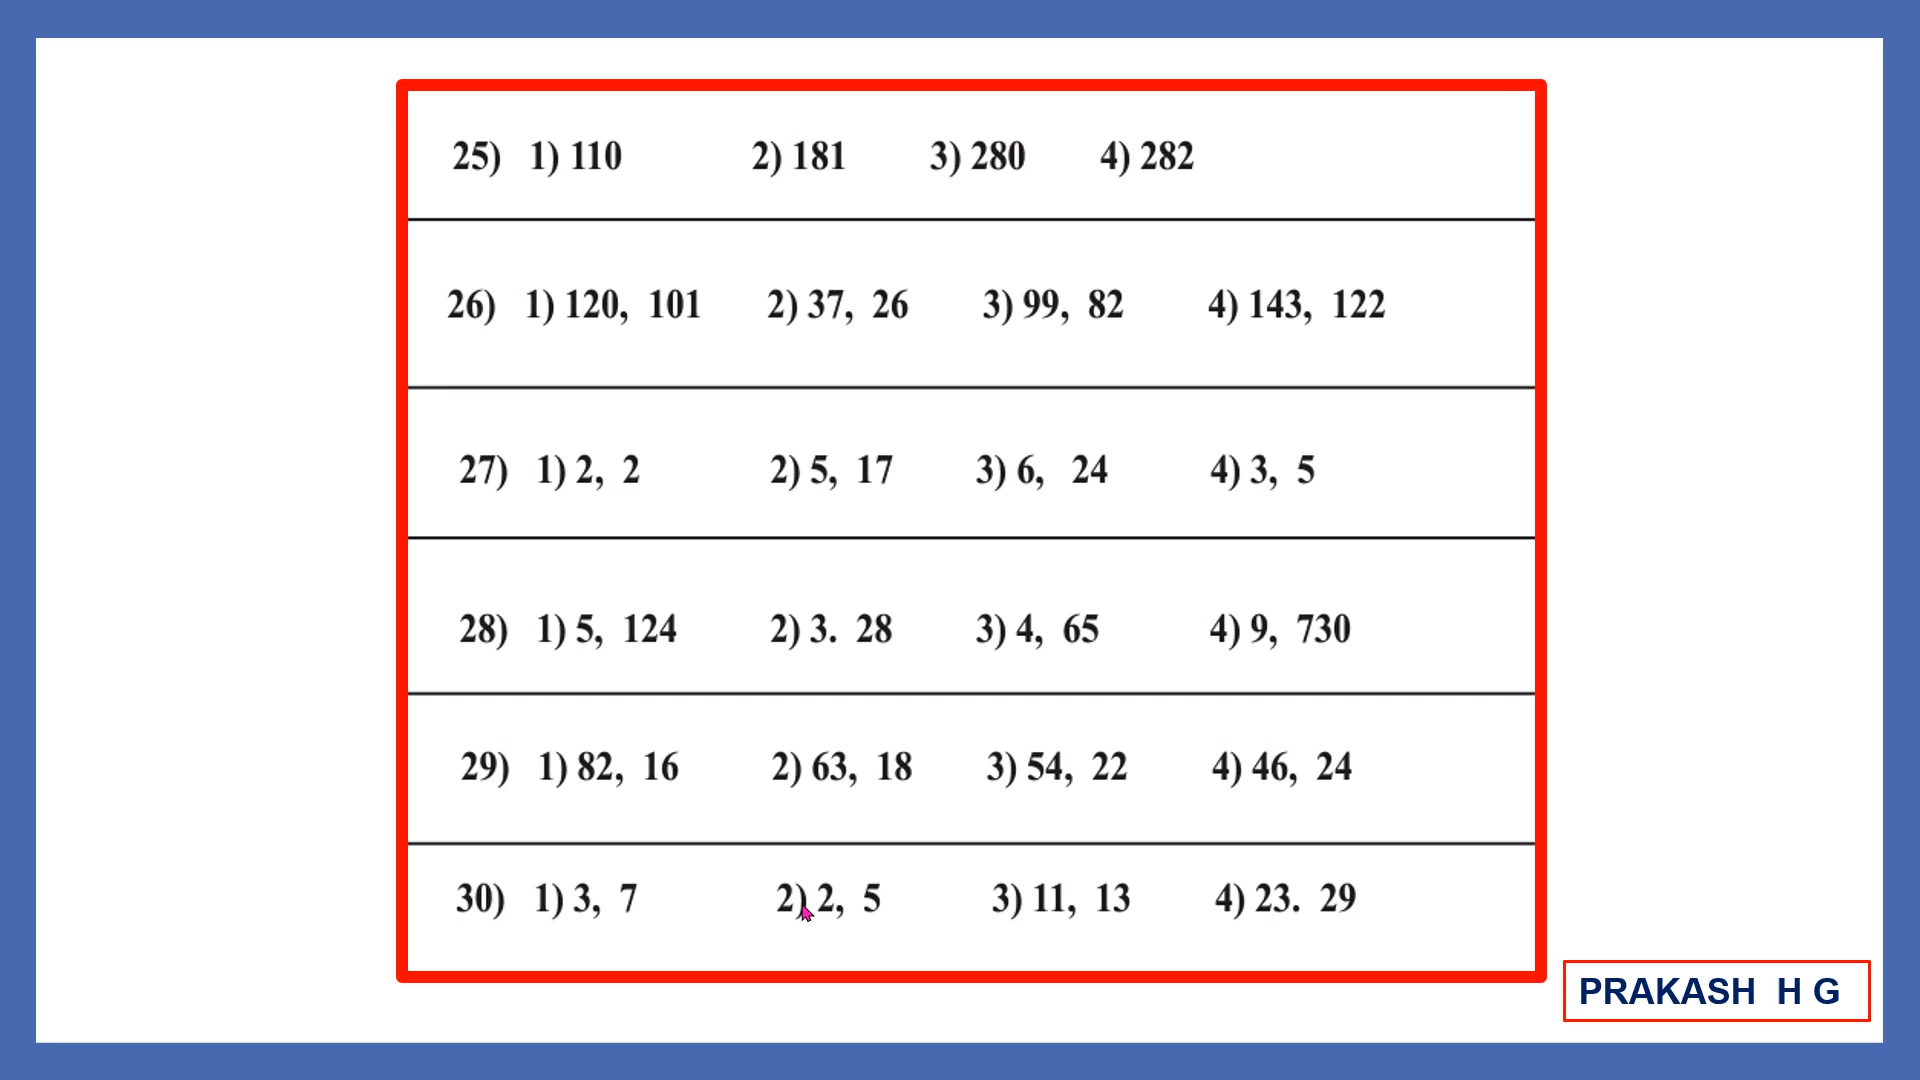 25) 1) 110 2) 181 3) 280 4) 282
26) 1) 120, 101 2) 37, 26 3) 99, 82 4) 143, 122
27) 1) 2, 2 2) 5, 17 3) 6, 24 4) 3, 5
28) 1) 5, 124 2) 3. 28 3) 4, 65 4) 9, 730
29) 1) 82, 16 2) 63, 18 3) 54, 22 4) 46, 24
30) 1) 3, 7 2) 2, 5 3) 11, 13 4) 23. 29
PRAKASH H G